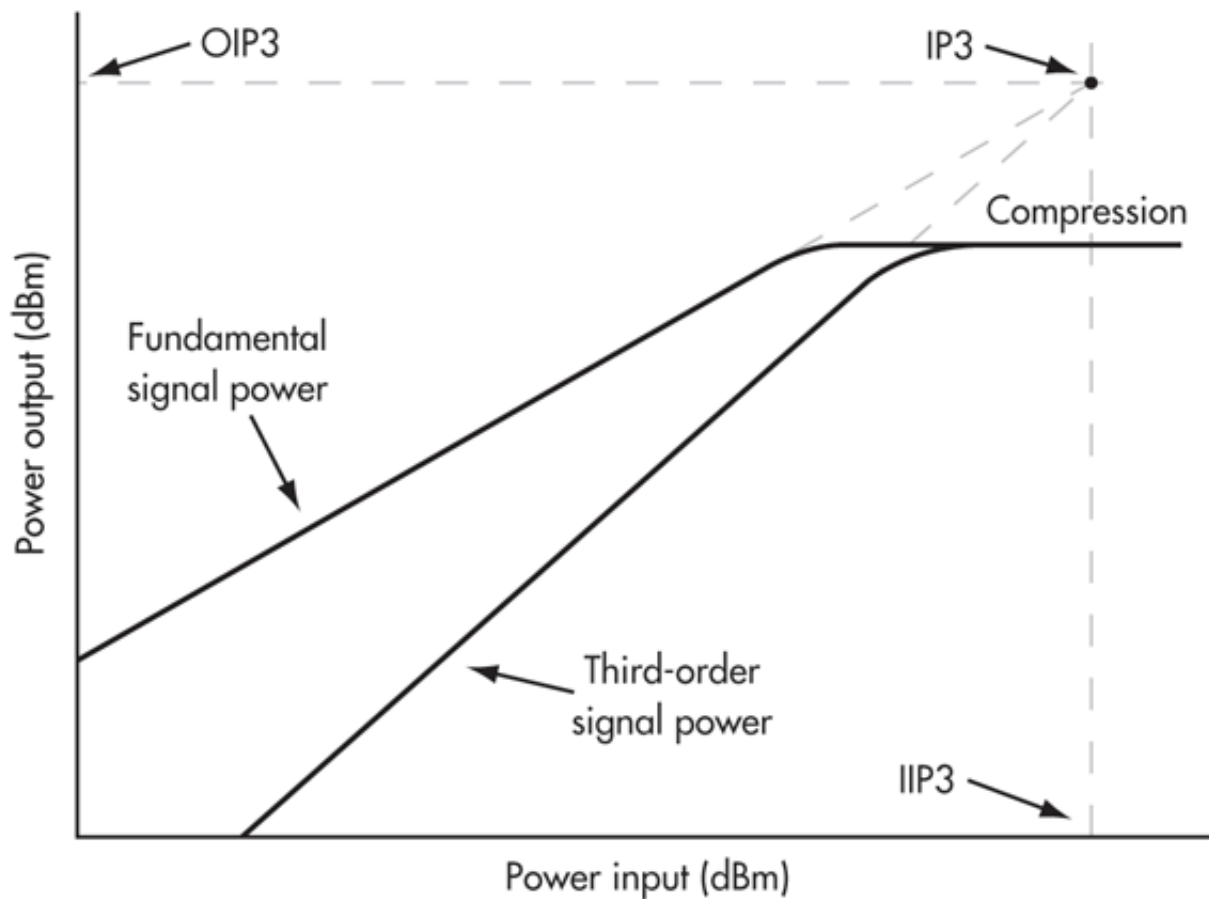 OIP3
IP3
Compression
Fundamental
signal power
Power output (dBm)
Third-order
signal power
IIP3
Power input (dBm)